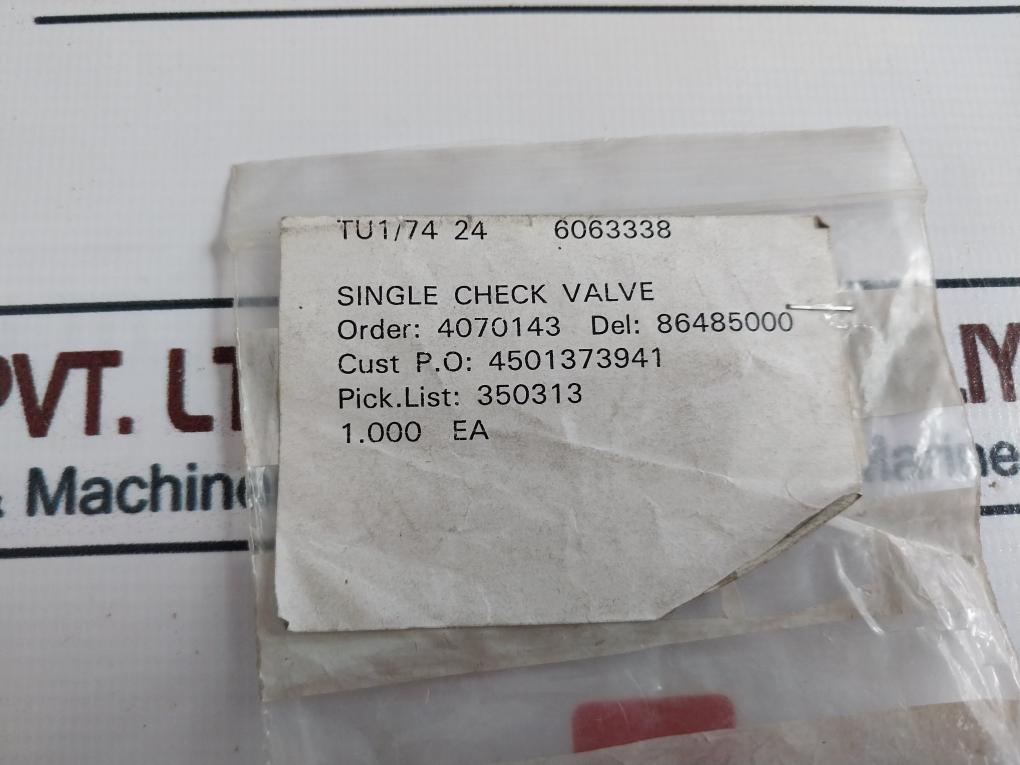 TU1/74 24 6063338
SINGLE CHECK VALVE
Order: 4070143 Del: 86485000
Cust P.O: 4501373941
Pick.List: 350313
1.000 EA
PVT. LT
& Machine
Marine